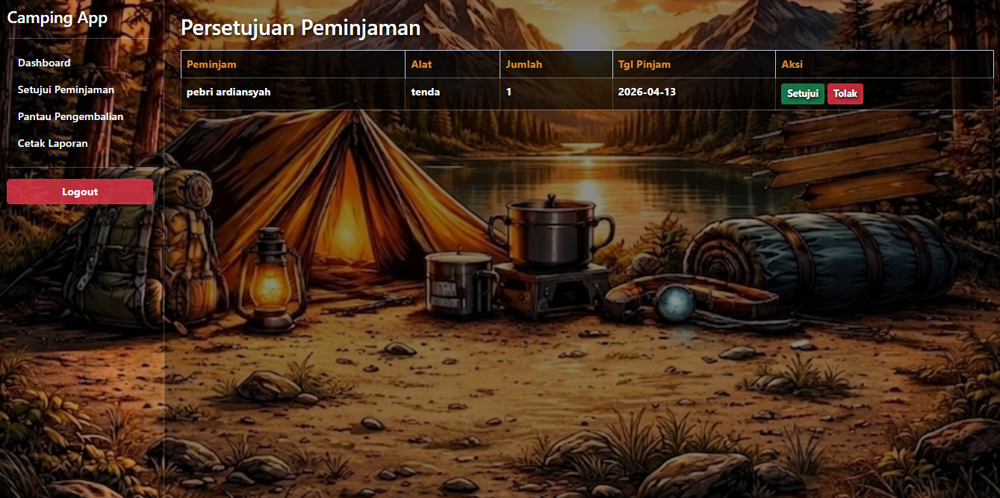 Camping App
Dashboard
Setujui Peminjaman
Pantau Pengembalian
Cetak Laporan
Logout
Persetujuan Peminjaman
Peminjam Alat Jumlah Tgl Pinjam Aksi
pebri ardiansyah tenda 1 2026-04-13 Setujui Tolak